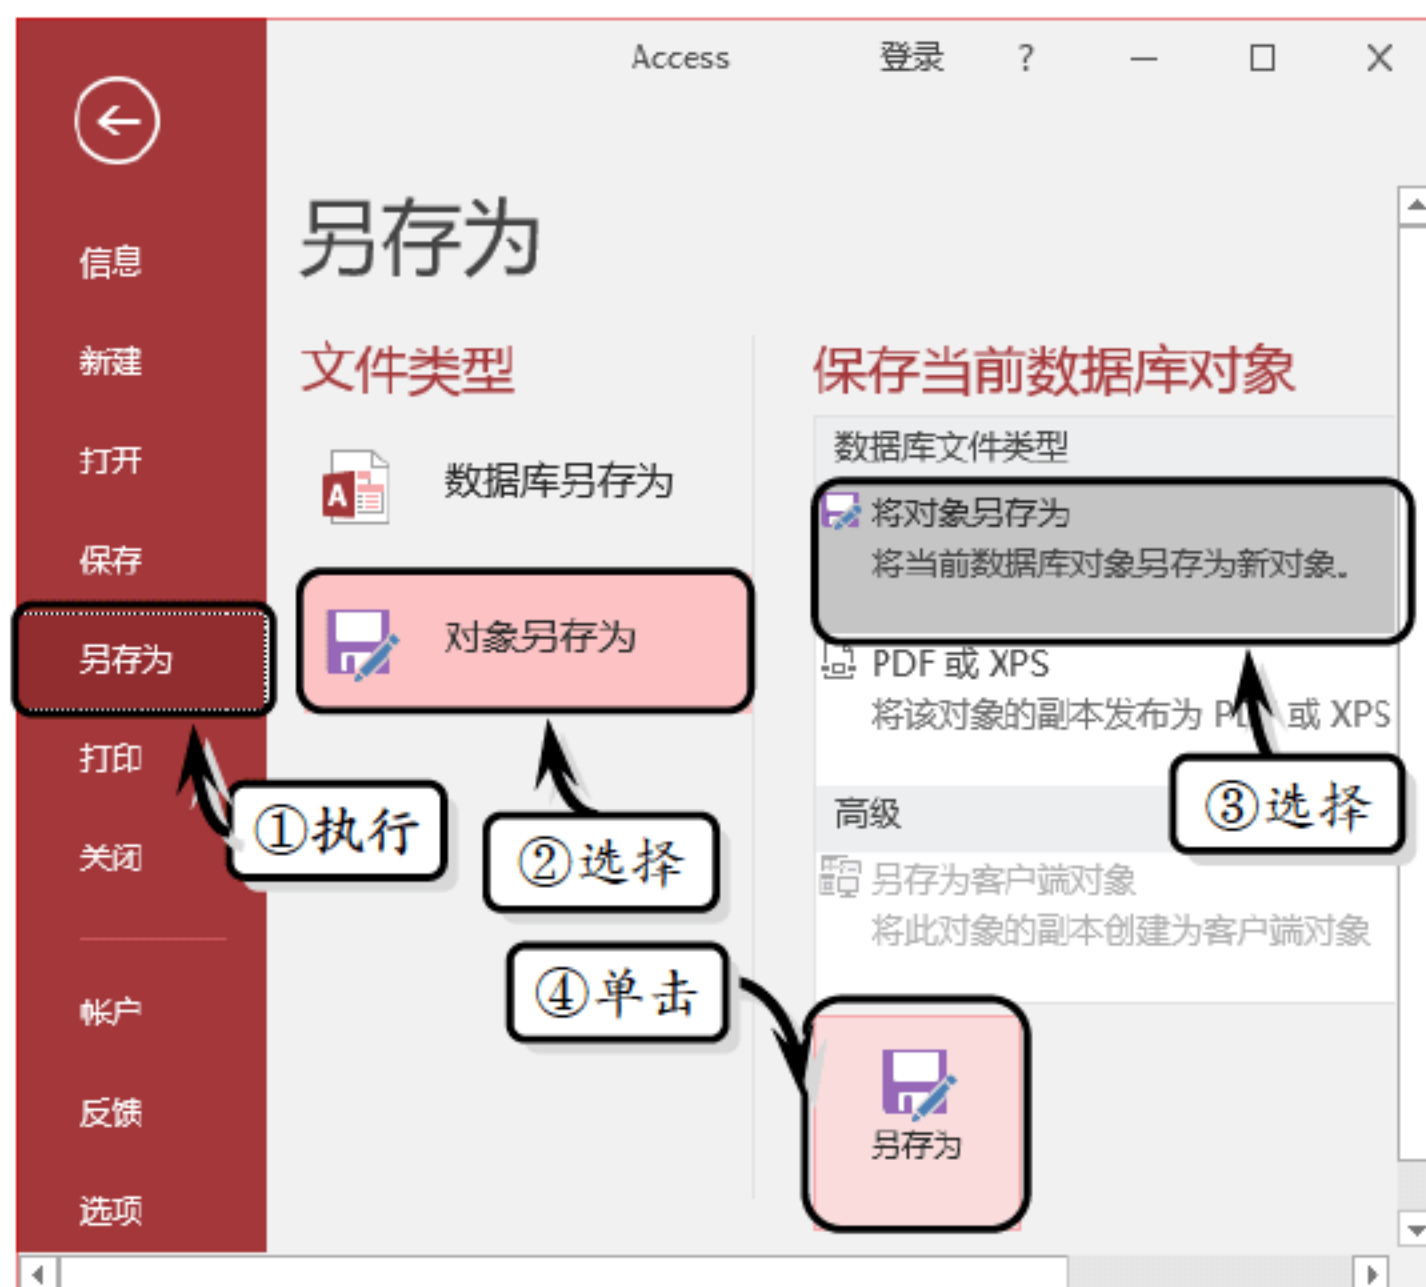 Access 登录 ?
信息
新建
打开
保存
另存为
打印
关闭
帐户
反馈
选项
另存为
文件类型
数据库另存为
对象另存为
保存当前数据库对象
数据库文件类型
将对象另存为
将当前数据库对象另存为新对象。
PDF 或 XPS
将该对象的副本发布为 PDF 或 XPS
高级
另存为客户端对象
将此对象的副本创建为客户端对象
另存为
①执行
②选择
③选择
④单击